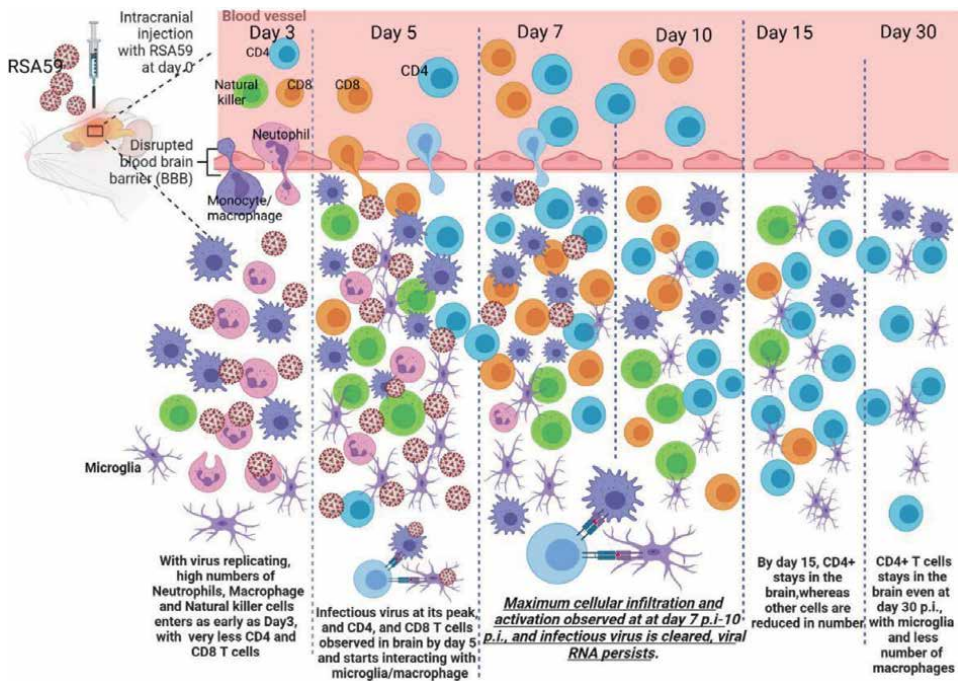 Blood vessel
Intracranial
injection
with RSA59
at day 0
RSA59
Day 3
Day 5
Day 7
Day 10
Day 15
Day 30
CD4
Natural
killer
CD8
CD8
CD4
Neutophil
Disrupted
blood brain
barrier (BBB)
Monocyte/
macrophage
Microglia
With virus replicating,
high numbers of
Neutrophils, Macrophage
and Natural killer cells
enters as early as Day3,
with very less CD4 and
CD8 T cells
Infectious virus at its peak
and CD4, and CD8 T cells
observed in brain by day 5
and starts interacting with
microglia/macrophage
Maximum cellular infiltration and
activation observed at at day 7 p.i-10
p.i., and infectious virus is cleared, viral
RNA persists.
By day 15, CD4+
stays in the
brain,whereas
other cells are
reduced in number
CD4+ T cells
stays in the
brain even at
day 30 p.i.,
with microglia
and less
number of
macrophages